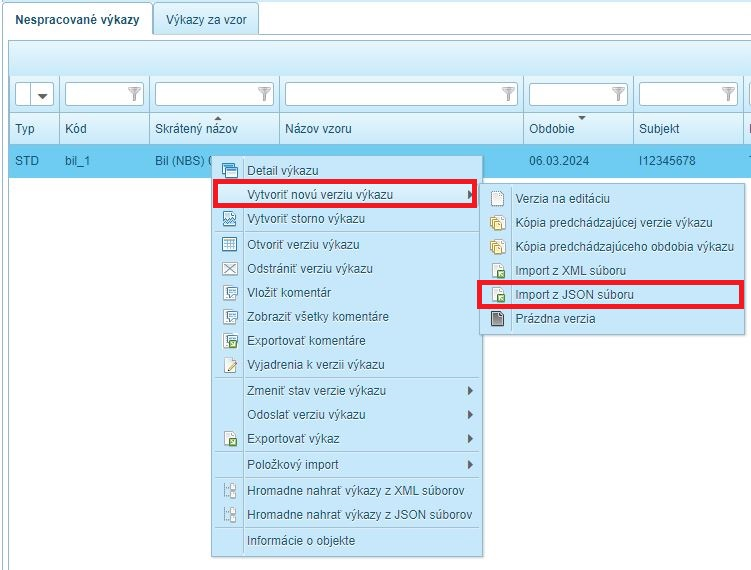 Nespracované výkazy
Výkazy za vzor
Typ
Kód
Skrátený názov
Názov vzoru
Obdobie
Subjekt
STD
bil_1
Bil (NBS)
06.03.2024
I12345678
Detail výkazu
Vytvoriť novú verziu výkazu
Vytvoriť storno výkazu
Otvoriť verziu výkazu
Odstrániť verziu výkazu
Vložiť komentár
Zobraziť všetky komentáre
Exportovať komentáre
Vyjadrenia k verzii výkazu
Zmeniť stav verzie výkazu
Odoslať verziu výkazu
Exportovať výkaz
Položkový import
Hromadne nahrať výkazy z XML súborov
Hromadne nahrať výkazy z JSON súborov
Informácie o objekte
Verzia na editáciu
Kópia predchádzajúcej verzie výkazu
Kópia predchádzajúceho obdobia výkazu
Import z XML súboru
Import z JSON súboru
Prázdna verzia